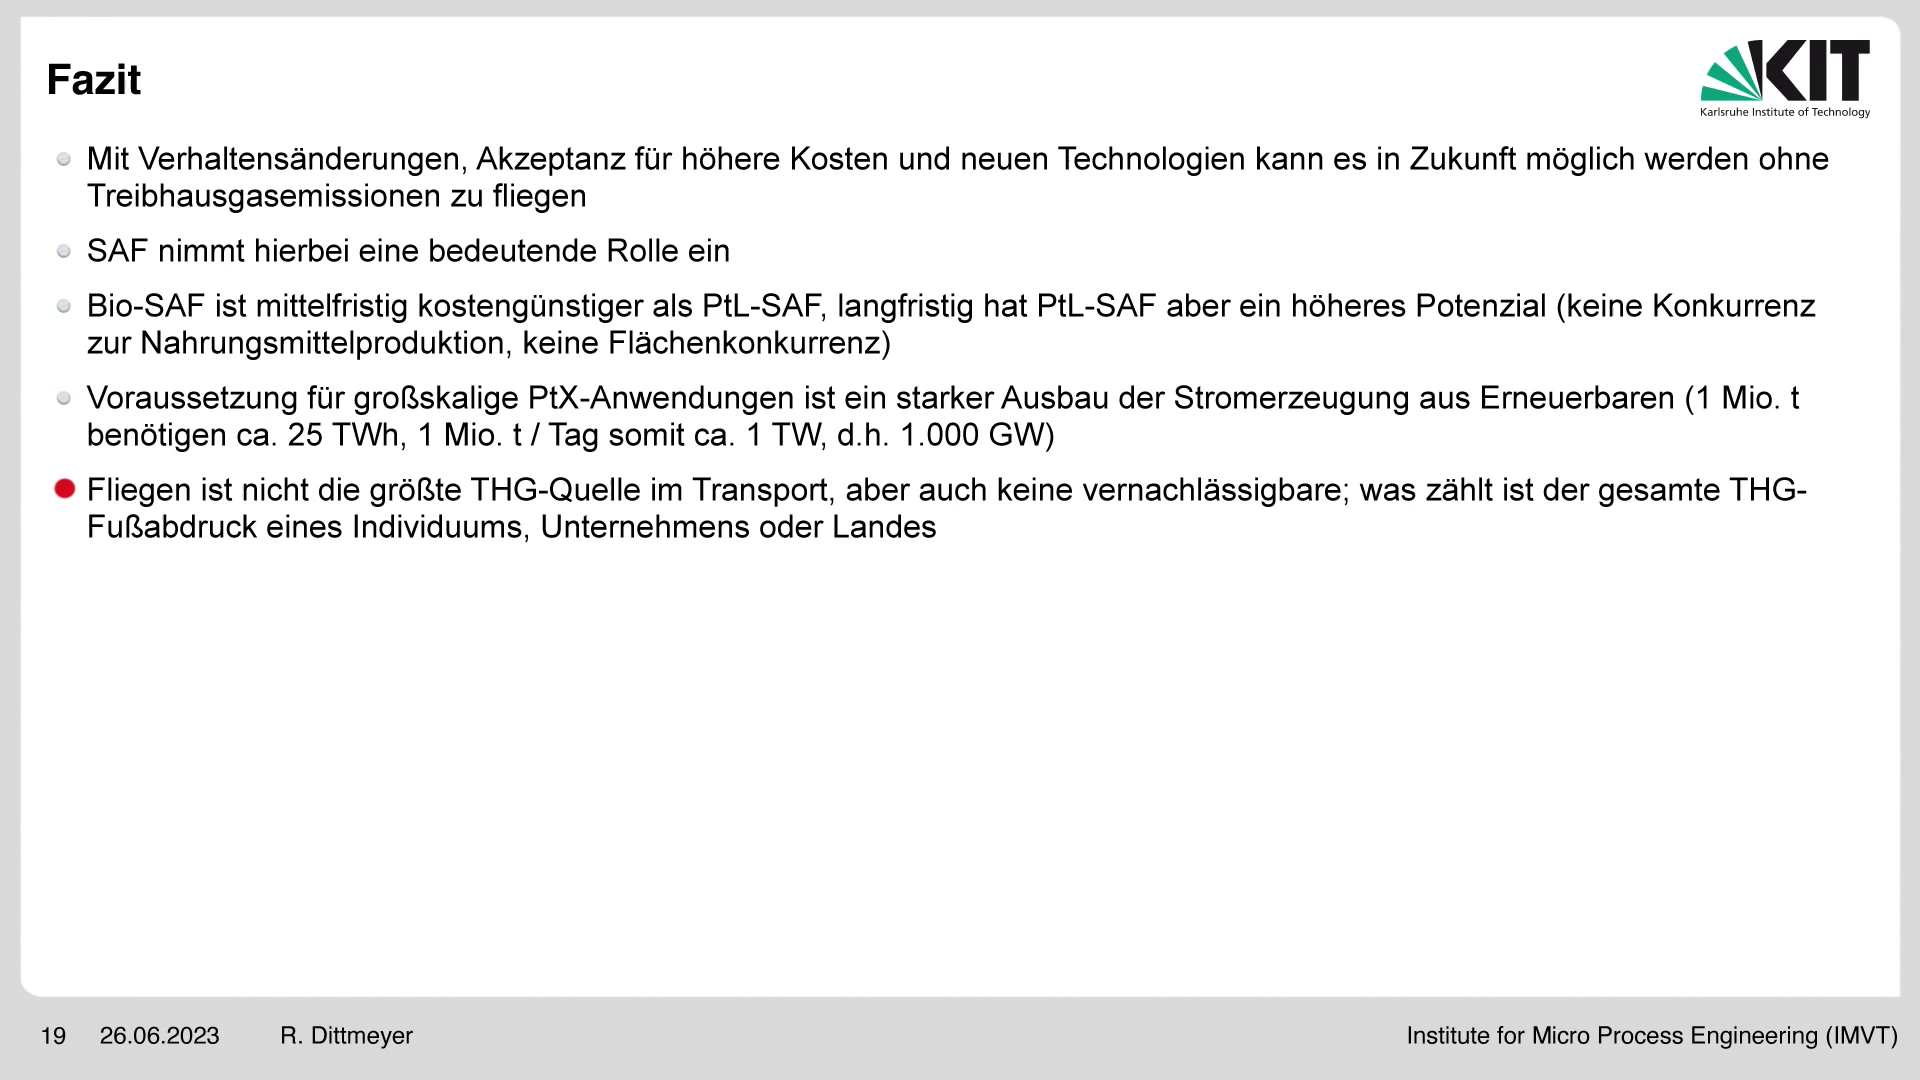 Fazit
KIT
Karlsruhe Institute of Technology
Mit Verhaltensänderungen, Akzeptanz für höhere Kosten und neuen Technologien kann es in Zukunft möglich werden ohne
Treibhausgasemissionen zu fliegen
SAF nimmt hierbei eine bedeutende Rolle ein
Bio-SAF ist mittelfristig kostengünstiger als PtL-SAF, langfristig hat PtL-SAF aber ein höheres Potenzial (keine Konkurrenz
zur Nahrungsmittelproduktion, keine Flächenkonkurrenz)
Voraussetzung für großskalige PtX-Anwendungen ist ein starker Ausbau der Stromerzeugung aus Erneuerbaren (1 Mio. t
benötigen ca. 25 TWh, 1 Mio. t / Tag somit ca. 1 TW, d.h. 1.000 GW)
Fliegen ist nicht die größte THG-Quelle im Transport, aber auch keine vernachlässigbare; was zählt ist der gesamte THG-
Fußabdruck eines Individuums, Unternehmens oder Landes
19 26.06.2023 R. Dittmeyer Institute for Micro Process Engineering (IMVT)